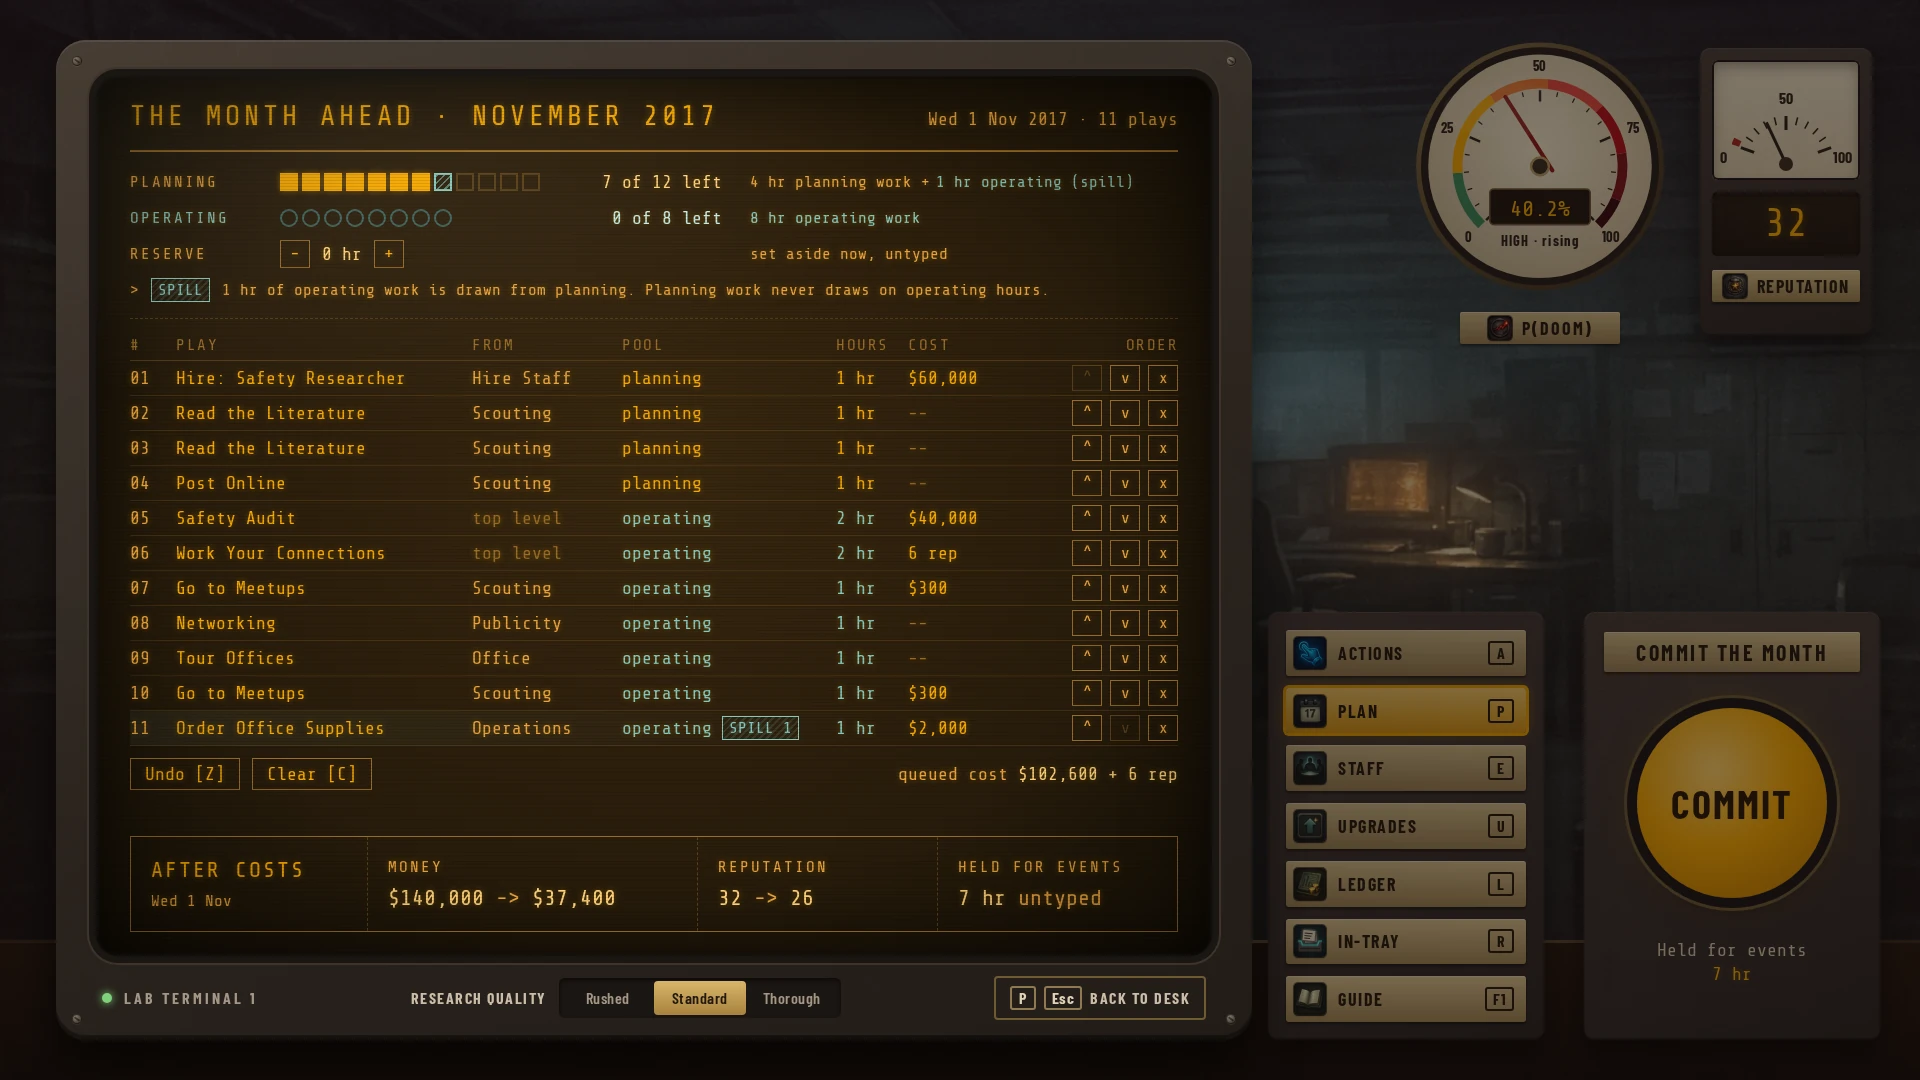 THE MONTH AHEAD · NOVEMBER 2017
Wed 1 Nov 2017 · 11 plays
PLANNING 7 of 12 left 4 hr planning work + 1 hr operating (spill)
OPERATING 0 of 8 left 8 hr operating work
RESERVE - 0 hr + set aside now, untyped
> SPILL 1 hr of operating work is drawn from planning. Planning work never draws on operating hours.
# PLAY FROM POOL HOURS COST ORDER
01 Hire: Safety Researcher Hire Staff planning 1 hr $60,000 ^ v x
02 Read the Literature Scouting planning 1 hr -- ^ v x
03 Read the Literature Scouting planning 1 hr -- ^ v x
04 Post Online Scouting planning 1 hr -- ^ v x
05 Safety Audit top level operating 2 hr $40,000 ^ v x
06 Work Your Connections top level operating 2 hr 6 rep ^ v x
07 Go to Meetups Scouting operating 1 hr $300 ^ v x
08 Networking Publicity operating 1 hr -- ^ v x
09 Tour Offices Office operating 1 hr -- ^ v x
10 Go to Meetups Scouting operating 1 hr $300 ^ v x
11 Order Office Supplies Operations operating SPILL 1 1 hr $2,000 ^ v x
Undo [Z] Clear [C] queued cost $102,600 + 6 rep
AFTER COSTS
Wed 1 Nov
MONEY
$140,000 -> $37,400
REPUTATION
32 -> 26
HELD FOR EVENTS
7 hr untyped
LAB TERMINAL 1
RESEARCH QUALITY Rushed Standard Thorough
P Esc BACK TO DESK
0 25 50 75 100
40.2%
HIGH · rising
P(DOOM)
0 50 100
32
REPUTATION
ACTIONS A
PLAN P
17
STAFF E
UPGRADES U
LEDGER L
IN-TRAY R
GUIDE F1
COMMIT THE MONTH
COMMIT
Held for events
7 hr